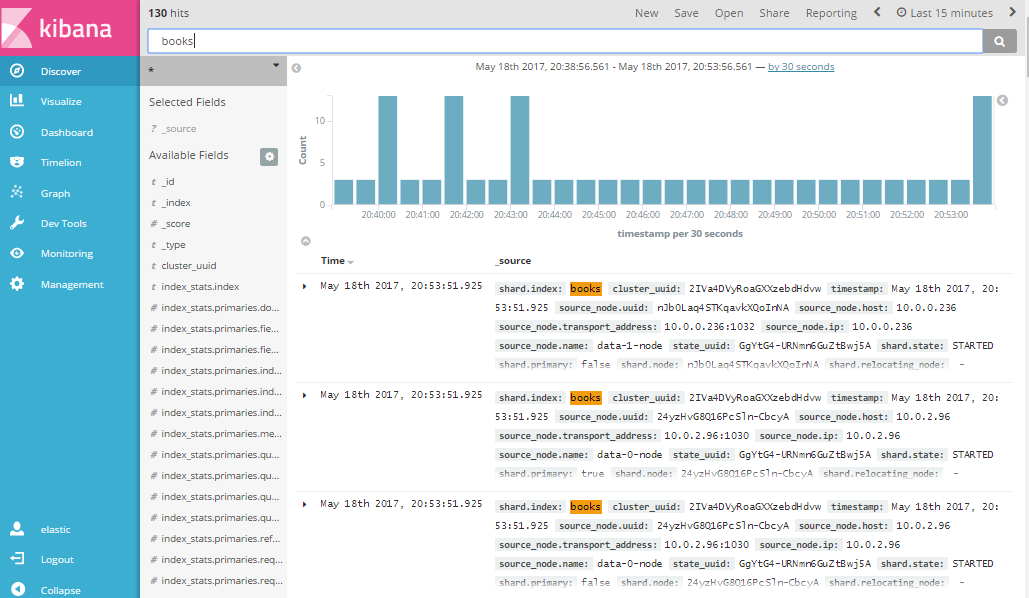 kibana
Discover
Visualize
Dashboard
Timelion
Graph
Dev Tools
Monitoring
Management
elastic
Logout
Collapse
130 hits
New Save Open Share Reporting Last 15 minutes
books
*
Selected Fields
? _source
Available Fields
t _id
t _index
# _score
t _type
t cluster_uuid
t index_stats.index
# index_stats.primaries.do...
# index_stats.primaries.fie...
# index_stats.primaries.fie...
# index_stats.primaries.ind...
# index_stats.primaries.ind...
# index_stats.primaries.ind...
# index_stats.primaries.me...
# index_stats.primaries.qu...
# index_stats.primaries.qu...
# index_stats.primaries.qu...
# index_stats.primaries.qu...
# index_stats.primaries.ref...
# index_stats.primaries.req...
# index_stats.primaries.req...
May 18th 2017, 20:38:56.561 - May 18th 2017, 20:53:56.561 — by 30 seconds
Count
10
5
0
20:40:00 20:41:00 20:42:00 20:43:00 20:44:00 20:45:00 20:46:00 20:47:00 20:48:00 20:49:00 20:50:00 20:51:00 20:52:00 20:53:00
timestamp per 30 seconds
Time _source
May 18th 2017, 20:53:51.925 shard.index: books cluster_uuid: 2IVa4DVyRoaGXXzebdHdvw timestamp: May 18th 2017, 20:
53:51.925 source_node.uuid: nJbOLaq4STKqavkXQoInNA source_node.host: 10.0.0.236
source_node.transport_address: 10.0.0.236:1032 source_node.ip: 10.0.0.236
source_node.name: data-1-node state_uuid: GgYtG4-URNmn6GuZtBwj5A shard.state: STARTED
shard.primary: false shard.node: nJbOLaq4STKqavkXQoInNA shard.relocating_node: -
May 18th 2017, 20:53:51.925 shard.index: books cluster_uuid: 2IVa4DVyRoaGXXzebdHdvw timestamp: May 18th 2017, 20:
53:51.925 source_node.uuid: 24yzHvG8Q16PcSln-CbcyA source_node.host: 10.0.2.96
source_node.transport_address: 10.0.2.96:1030 source_node.ip: 10.0.2.96
source_node.name: data-0-node state_uuid: GgYtG4-URNmn6GuZtBwj5A shard.state: STARTED
shard.primary: true shard.node: 24yzHvG8Q16PcSln-CbcyA shard.relocating_node: -
May 18th 2017, 20:53:51.925 shard.index: books cluster_uuid: 2IVa4DVyRoaGXXzebdHdvw timestamp: May 18th 2017, 20:
53:51.925 source_node.uuid: 24yzHvG8Q16PcSln-CbcyA source_node.host: 10.0.2.96
source_node.transport_address: 10.0.2.96:1030 source_node.ip: 10.0.2.96
source_node.name: data-0-node state_uuid: GgYtG4-URNmn6GuZtBwj5A shard.state: STARTED
shard.primary: false shard.node: 24yzHvG8Q16PcSln-CbcyA shard.relocating_node: -